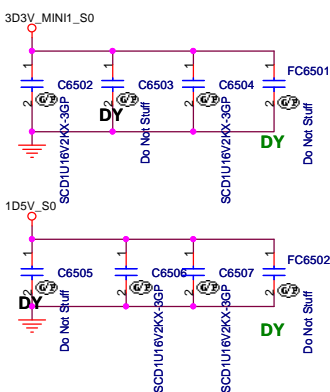 3D3V_MINI1_S0
1
1
1
1
C6502
C6503
C6504
FC6501
G/P
G/P
G/P
G/P
2
2
2
2
DY
DY
SCD1U16V2KX-3GP
Do Not Stuff
SCD1U16V2KX-3GP
Do Not Stuff
1D5V_S0
1
1
1
1
C6505
C6506
C6507
FC6502
G/P
G/P
G/P
G/P
2
2
2
2
DY
DY
Do Not Stuff
SCD1U16V2KX-3GP
SCD1U16V2KX-3GP
Do Not Stuff